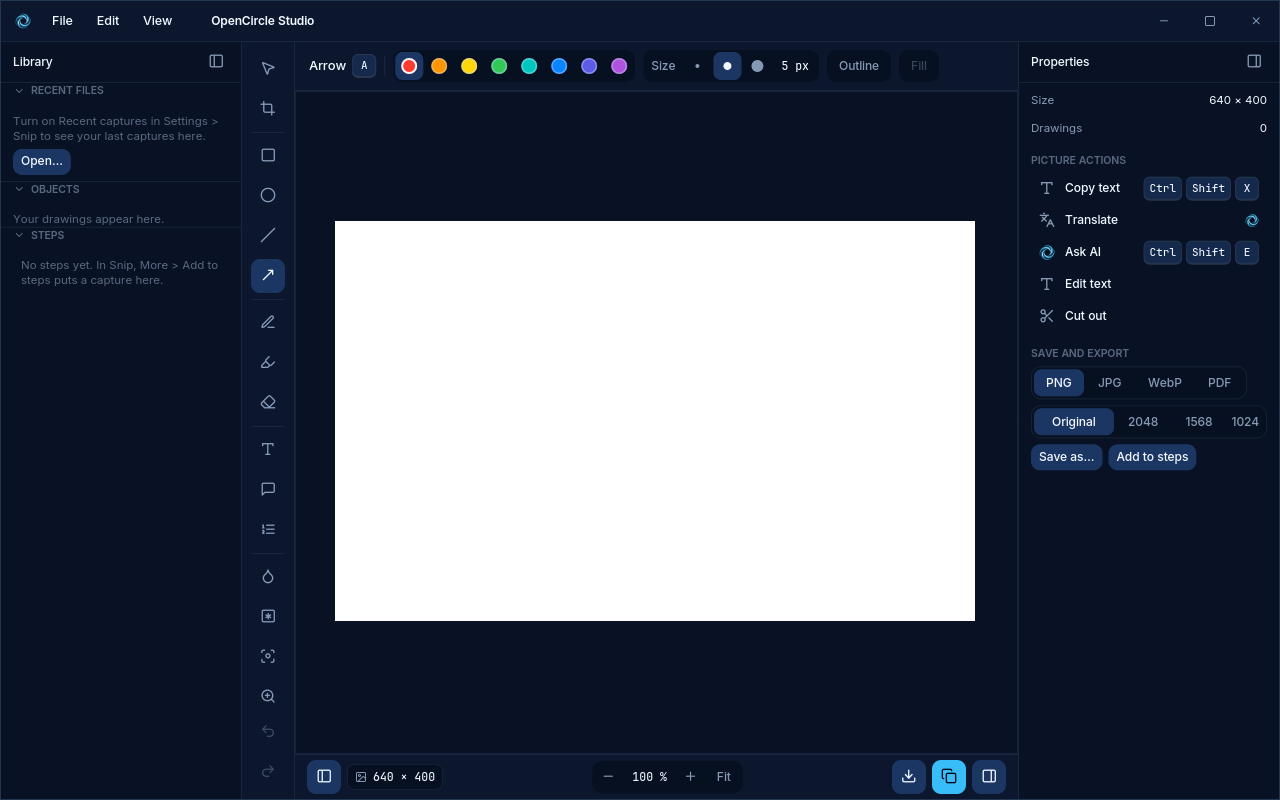 File Edit View OpenCircle Studio
Library
RECENT FILES
Turn on Recent captures in Settings >
Snip to see your last captures here.
Open...
OBJECTS
Your drawings appear here.
STEPS
No steps yet. In Snip, More > Add to
steps puts a capture here.
Arrow A Size 5 px Outline Fill
640 × 400 100 % Fit
Properties
Size 640 × 400
Drawings 0
PICTURE ACTIONS
Copy text Ctrl Shift X
Translate
Ask AI Ctrl Shift E
Edit text
Cut out
SAVE AND EXPORT
PNG JPG WebP PDF
Original 2048 1568 1024
Save as... Add to steps